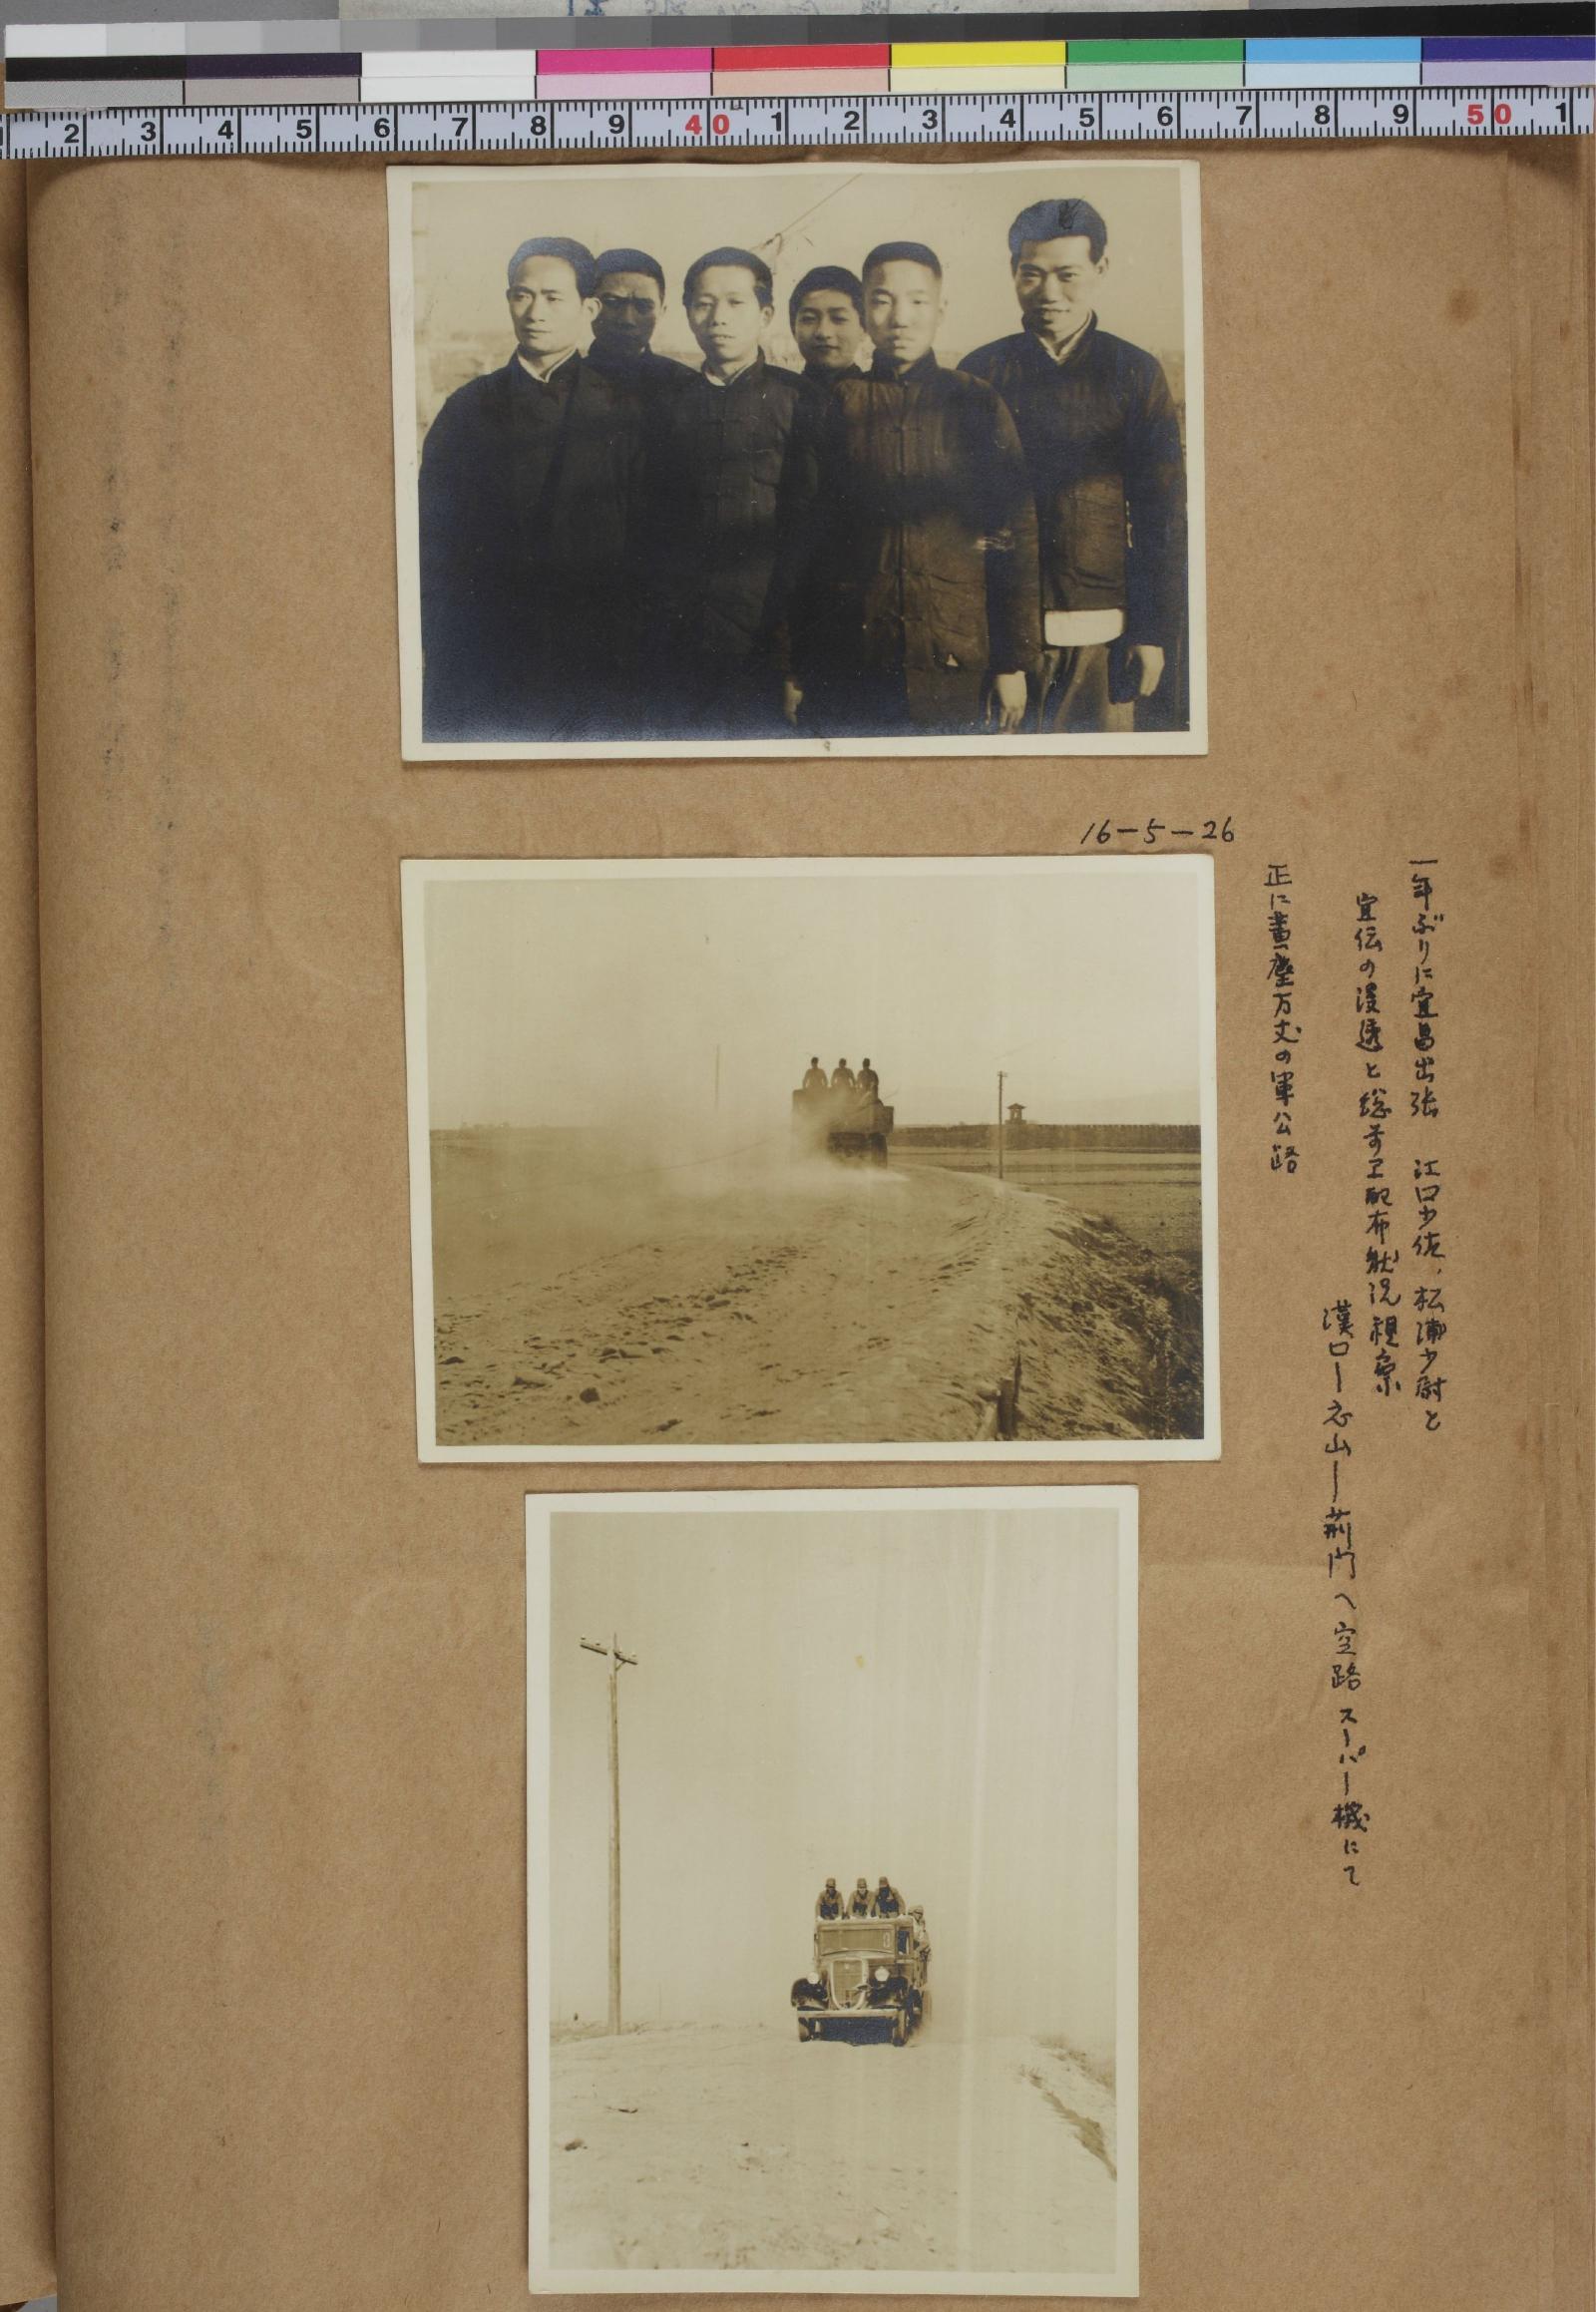 2 3 4 5 6 7 8 9 40 1 2 3 4 5 6 7 8 9 50 1
16-5-26
一年ぶりに宜昌出張 江口少佐、松浦少尉と
宣伝の浸透と総
配布状況視察
漢口ー応山ー荊門へ空路スーパー機にて
正に黄塵万丈の軍公路